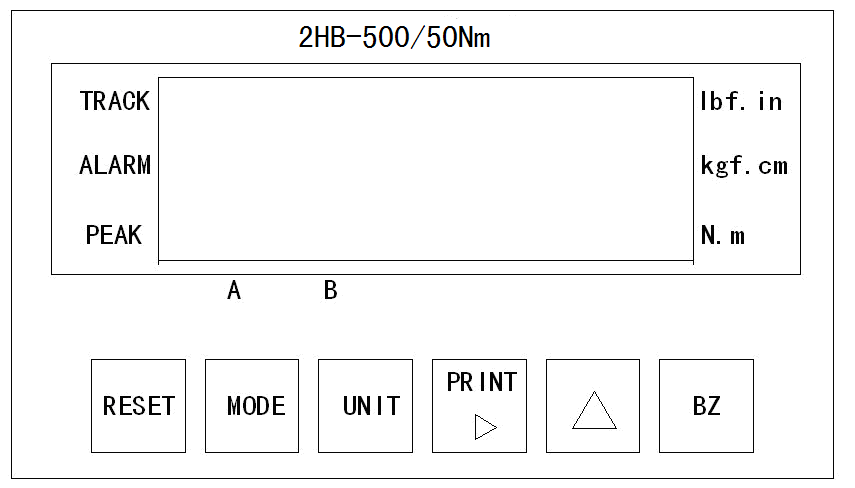 2HB-500/50Nm
TRACK
lbf.in
ALARM
kgf.cm
PEAK
N.m
A
B
RESET
MODE
UNIT
PRINT
BZ